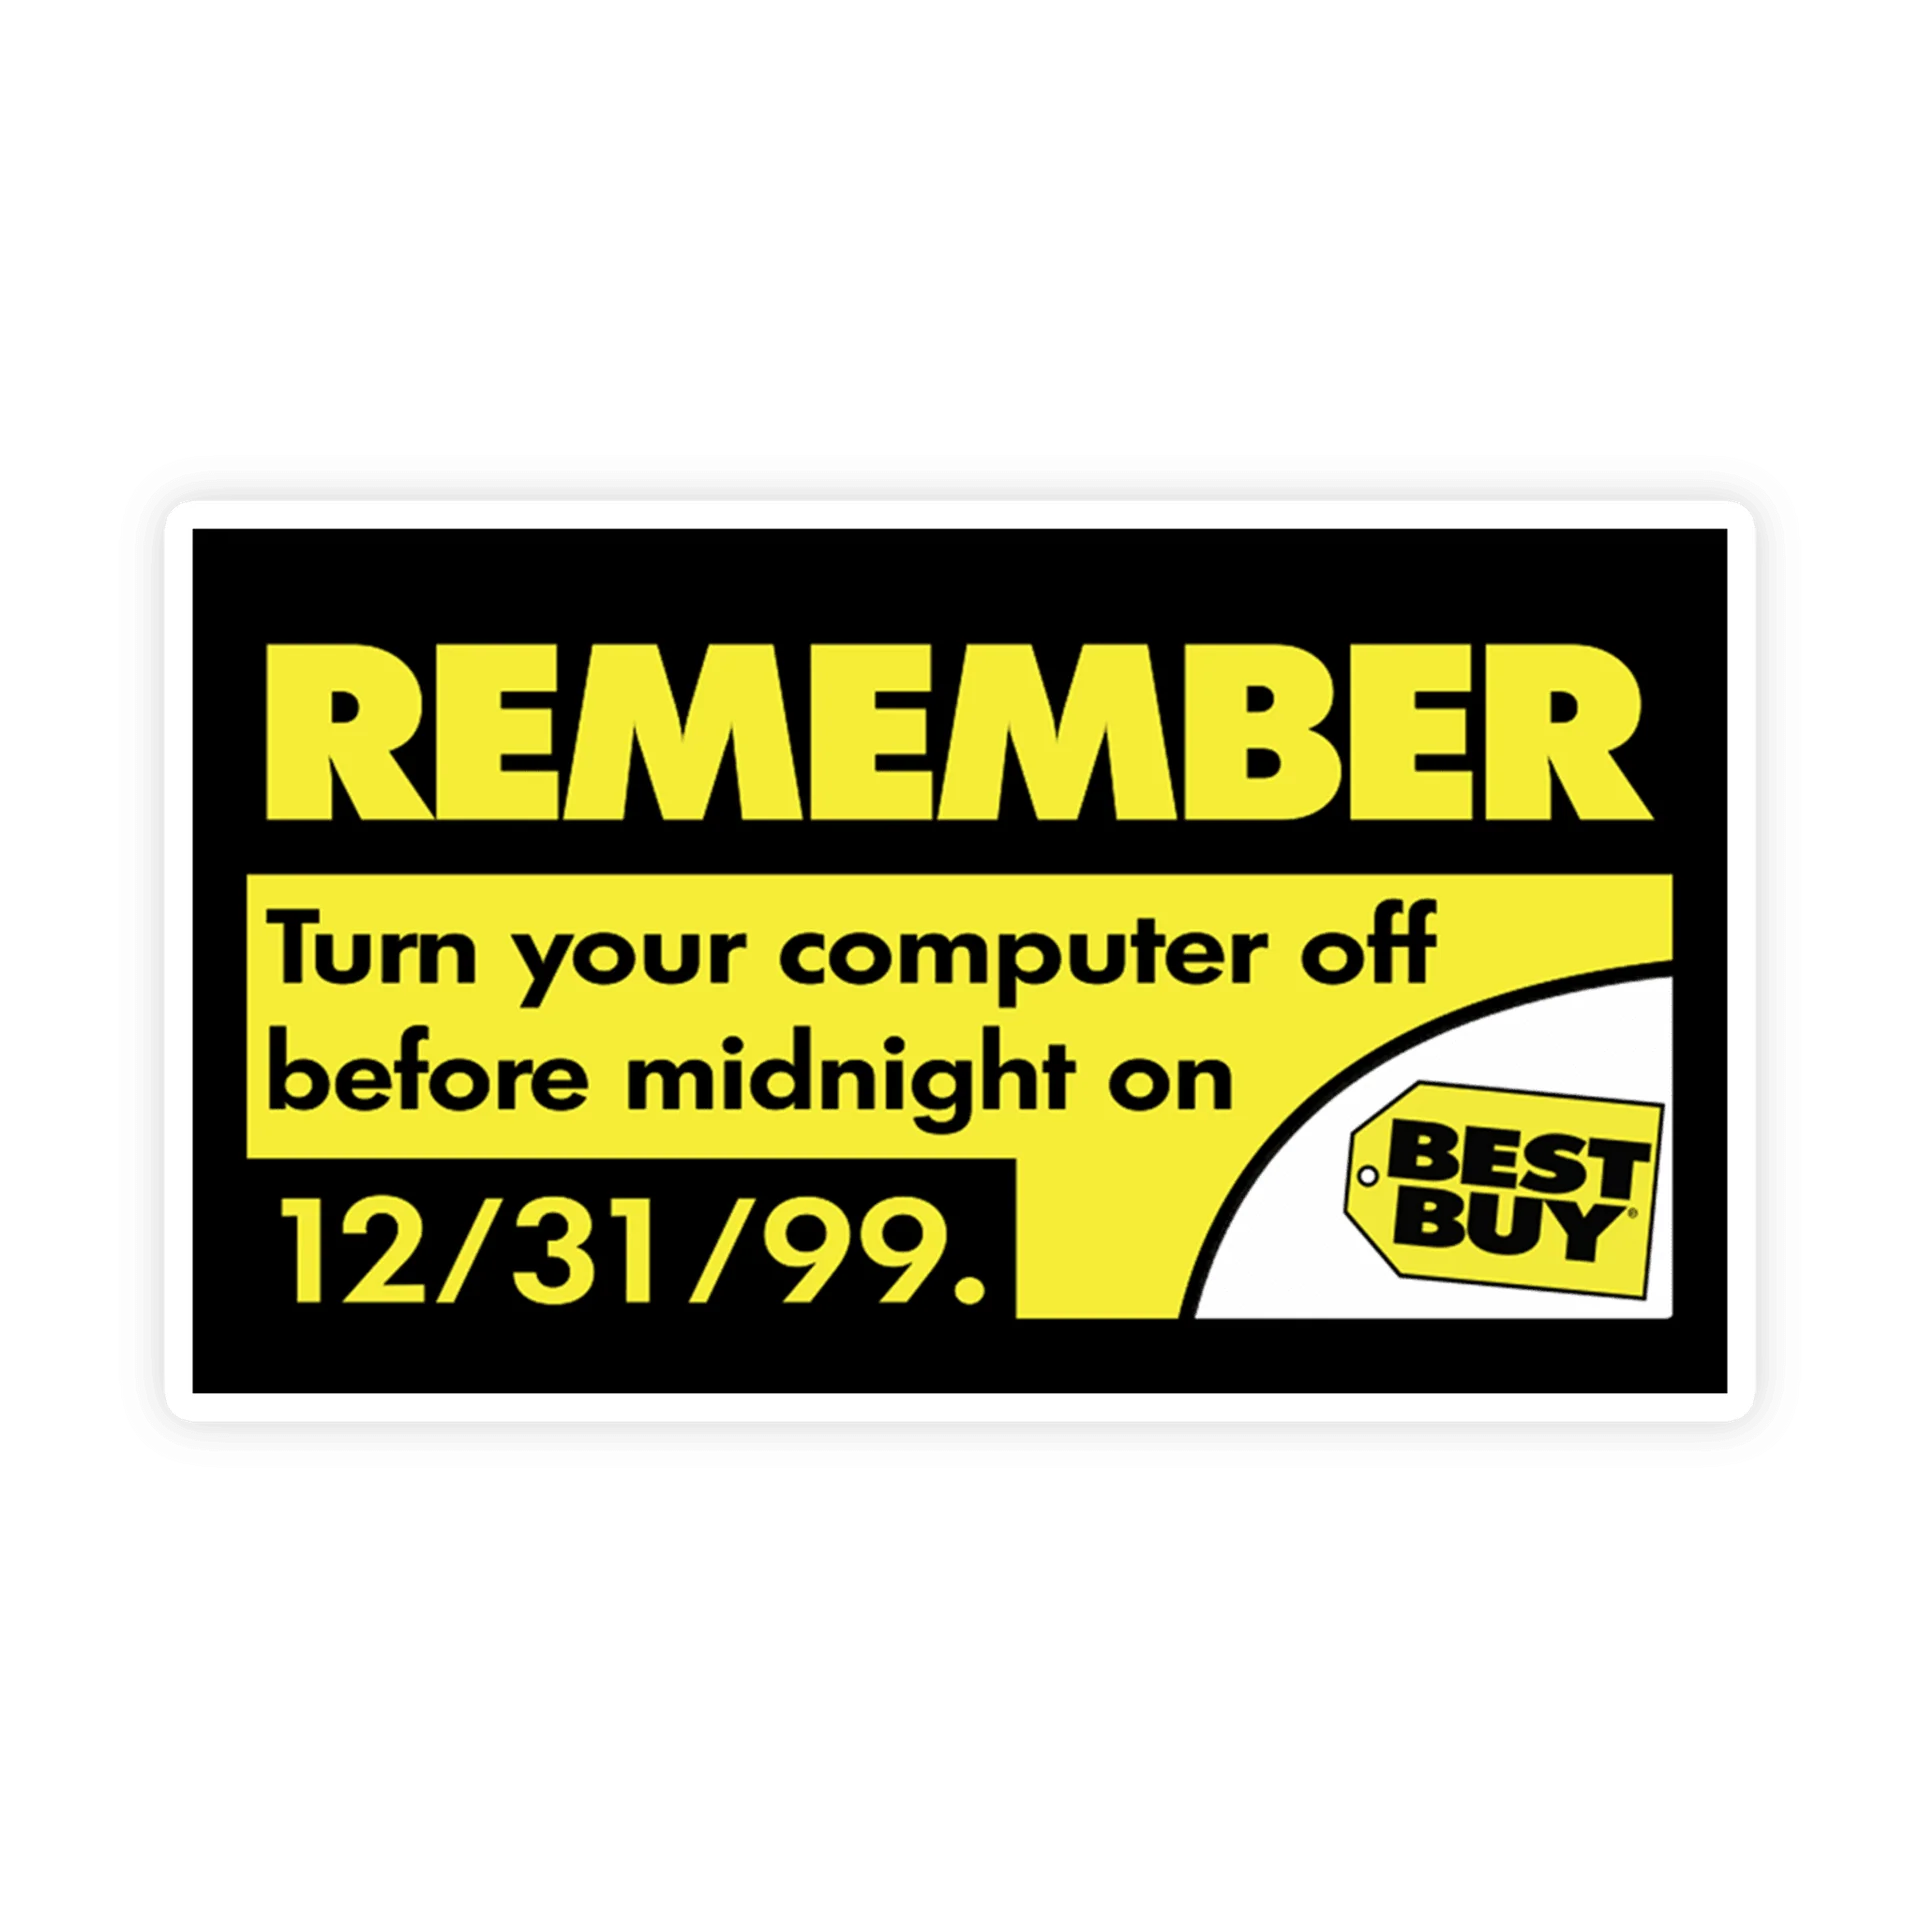 REMEMBER
Turn your computer off
before midnight on
12/31/99.
BEST
BUY®